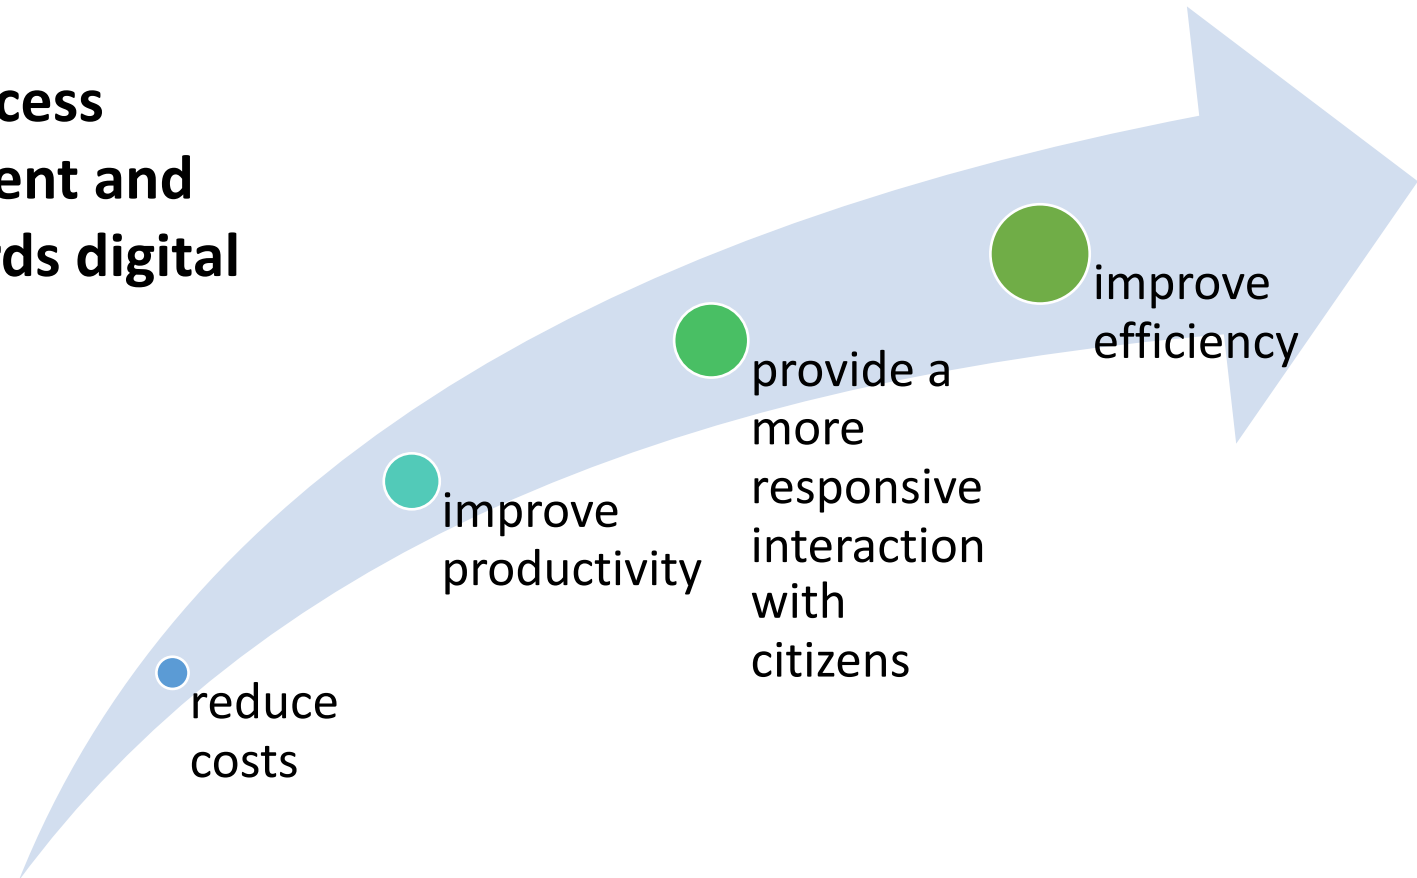 cess
ent and
ds digital
improve
efficiency
provide a
more
responsive
interaction
with
citizens
improve
productivity
reduce
costs